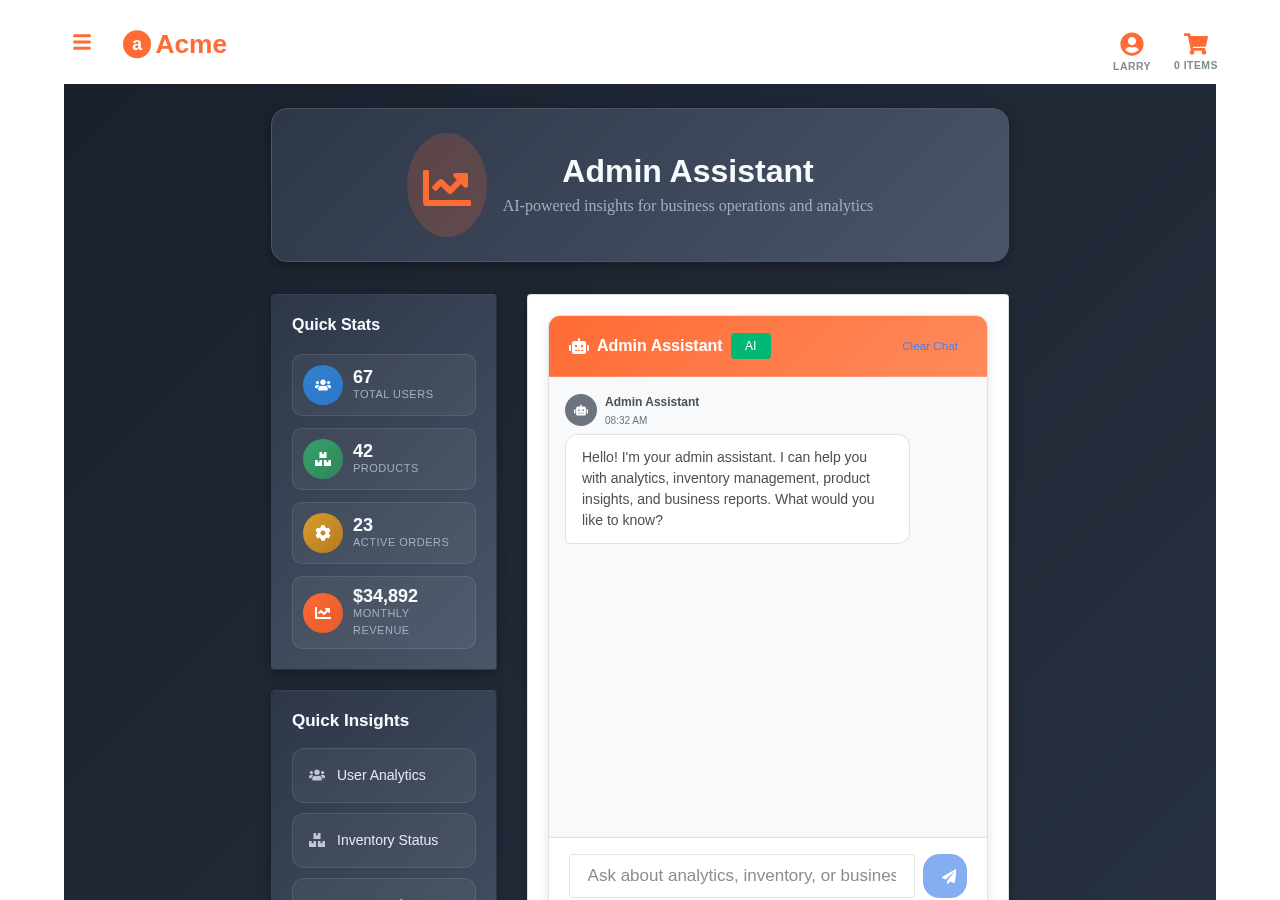 a Acme
LARRY
0 ITEMS
Admin Assistant
AI-powered insights for business operations and analytics
Quick Stats
67
TOTAL USERS
42
PRODUCTS
23
ACTIVE ORDERS
$34,892
MONTHLY
REVENUE
Quick Insights
User Analytics
Inventory Status
Admin Assistant AI Clear Chat
Admin Assistant
08:32 AM
Hello! I'm your admin assistant. I can help you
with analytics, inventory management, product
insights, and business reports. What would you
like to know?
Ask about analytics, inventory, or busines